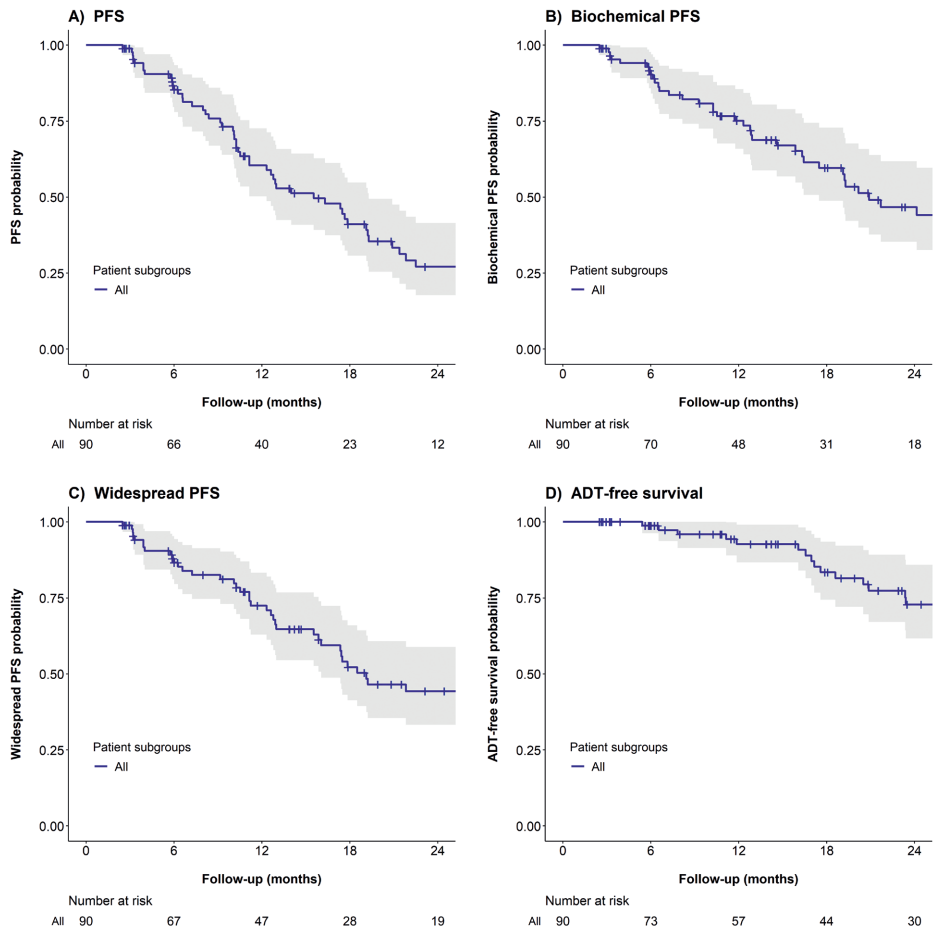 A) PFS
PFS probability
1.00
0.75
0.50
0.25
0.00
Patient subgroups
All
0 6 12 18 24
Follow-up (months)
Number at risk
All 90 66 40 23 12
B) Biochemical PFS
Biochemical PFS probability
1.00
0.75
0.50
0.25
0.00
Patient subgroups
All
0 6 12 18 24
Follow-up (months)
Number at risk
All 90 70 48 31 18
C) Widespread PFS
Widespread PFS probability
1.00
0.75
0.50
0.25
0.00
Patient subgroups
All
0 6 12 18 24
Follow-up (months)
Number at risk
All 90 67 47 28 19
D) ADT-free survival
ADT-free survival probability
1.00
0.75
0.50
0.25
0.00
Patient subgroups
All
0 6 12 18 24
Follow-up (months)
Number at risk
All 90 73 57 44 30